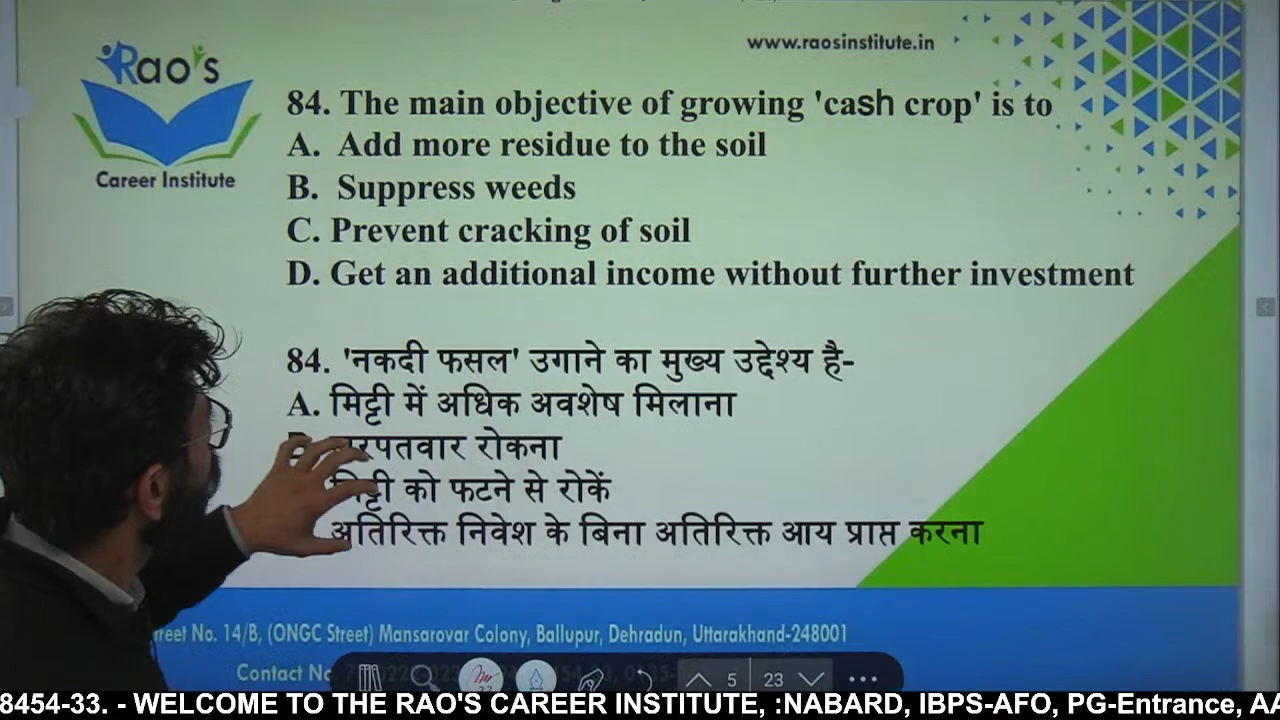 www.raosinstitute.in
Rao's
Career Institute
84. The main objective of growing 'cash crop' is to
A. Add more residue to the soil
B. Suppress weeds
C. Prevent cracking of soil
D. Get an additional income without further investment
84. 'नकदी फसल' उगाने का मुख्य उद्देश्य है-
A. मिट्टी में अधिक अवशेष मिलाना
रोकना
को फटने से रोकें
अतिरिक्त निवेश के बिना अतिरिक्त आय प्राप्त करना
No. 14/B, (ONGC Street) Mansarovar Colony, Ballupur, Dehradun, Uttarakhand-248001
Contact
5 23
8454-33. - WELCOME TO THE RAO'S CAREER INSTITUTE, :NABARD, IBPS-AFO, PG-Entrance,